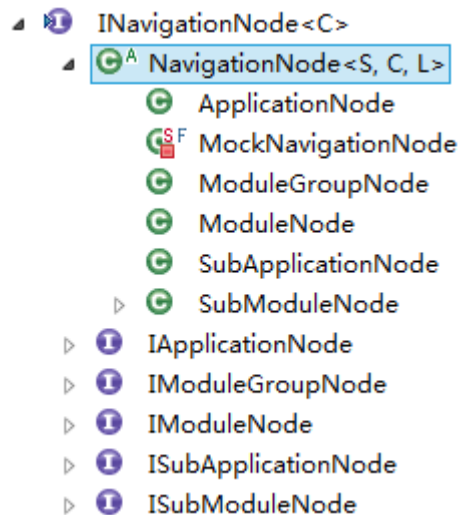 INavigationNode<C>
NavigationNode<S, C, L>
ApplicationNode
MockNavigationNode
ModuleGroupNode
ModuleNode
SubApplicationNode
SubModuleNode
IApplicationNode
IModuleGroupNode
IModuleNode
ISubApplicationNode
ISubModuleNode